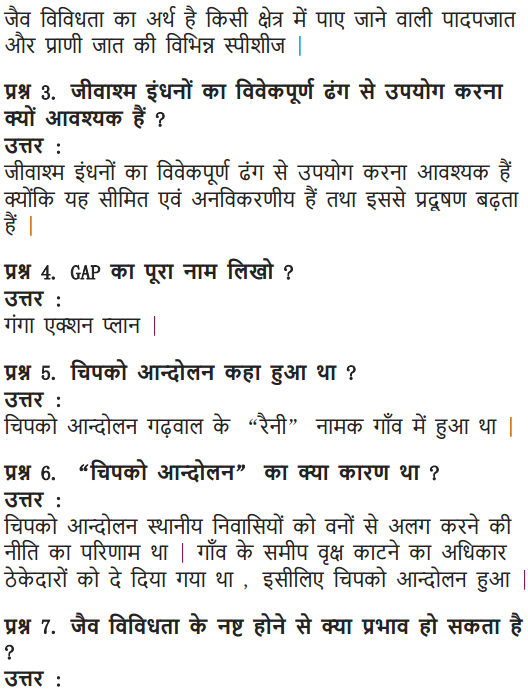 जैव विविधता का अर्थ है किसी क्षेत्र में पाए जाने वाली पादपजात
और प्राणी जात की विभिन्न स्पीशीज |
प्रश्न 3. जीवाश्म इंधनों का विवेकपूर्ण ढंग से उपयोग करना
क्यों आवश्यक हैं ?
उत्तर :
जीवाश्म इंधनों का विवेकपूर्ण ढंग से उपयोग करना आवश्यक हैं
क्योंकि यह सीमित एवं अनविकरणीय हैं तथा इससे प्रदूषण बढ़ता
हैं |
प्रश्न 4. GAP का पूरा नाम लिखो ?
उत्तर :
गंगा एक्शन प्लान |
प्रश्न 5. चिपको आन्दोलन कहा हुआ था ?
उत्तर :
चिपको आन्दोलन गढ़वाल के “रैनी” नामक गाँव में हुआ था |
प्रश्न 6. “चिपको आन्दोलन” का क्या कारण था ?
उत्तर :
चिपको आन्दोलन स्थानीय निवासियों को वनों से अलग करने की
नीति का परिणाम था | गाँव के समीप वृक्ष काटने का अधिकार
ठेकेदारों को दे दिया गया था , इसीलिए चिपको आन्दोलन हुआ |
प्रश्न 7. जैव विविधता के नष्ट होने से क्या प्रभाव हो सकता है
?
उत्तर :